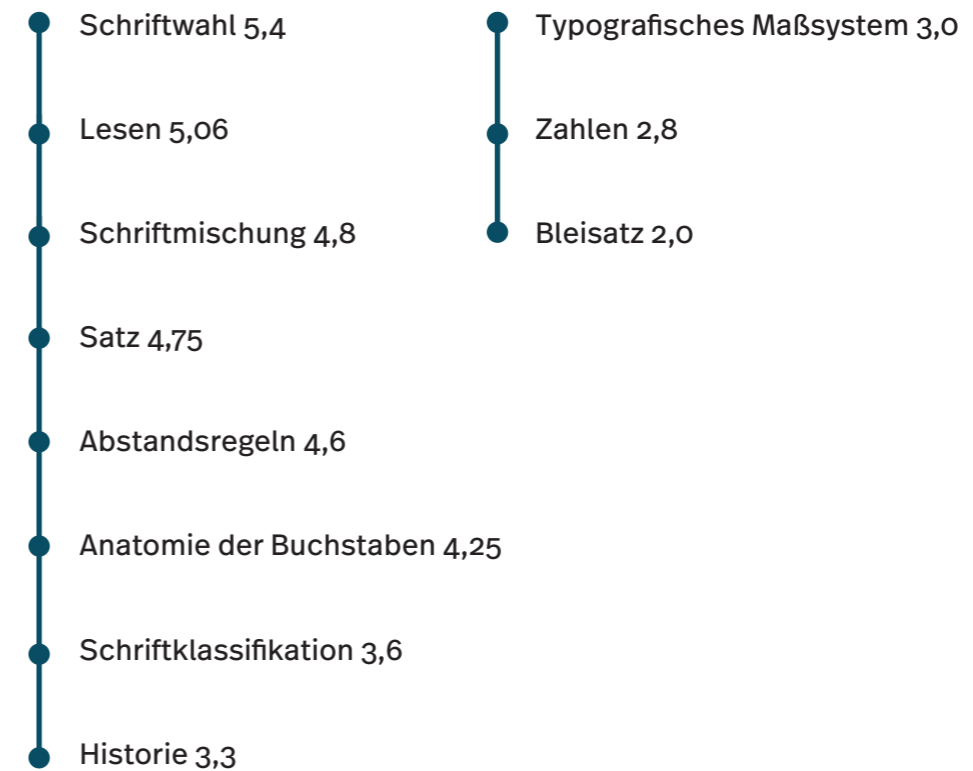 Schriftwahl 5,4
Lesen 5,06
Schriftmischung 4,8
Satz 4,75
Abstandsregeln 4,6
Anatomie der Buchstaben 4,25
Schriftklassifikation 3,6
Historie 3,3
Typografisches Maßsystem 3,0
Zahlen 2,8
Bleisatz 2,0